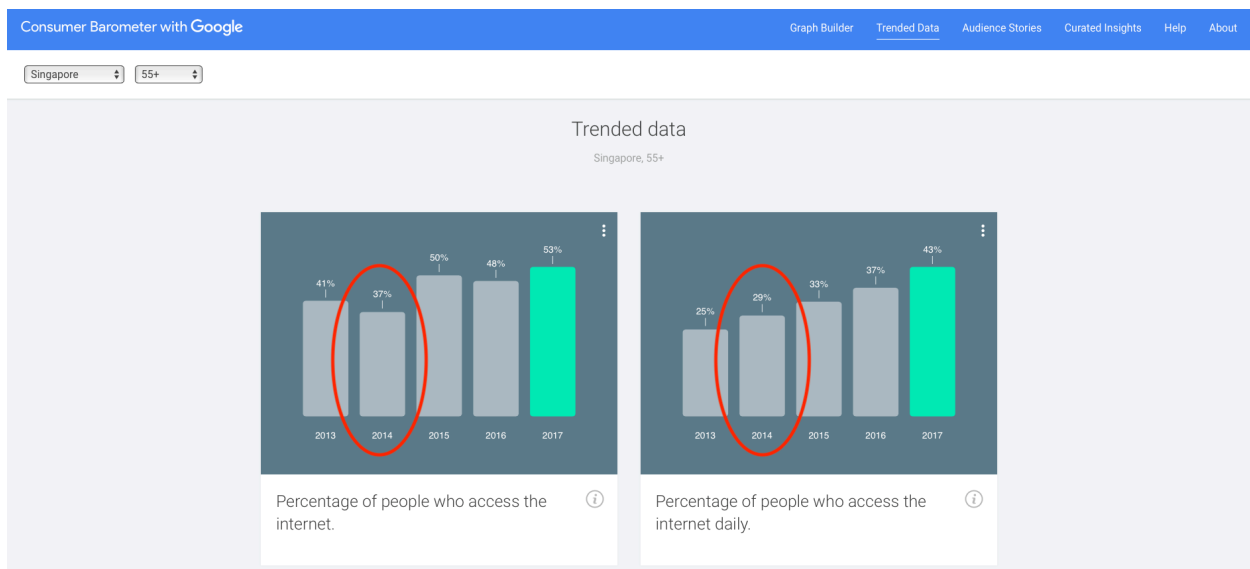 Consumer Barometer with Google
Graph Builder Trended Data Audience Stories Curated Insights Help About
Singapore 55+
Trended data
Singapore, 55+
41% 37% 50% 48% 53%
2013 2014 2015 2016 2017
Percentage of people who access the
internet.
25% 29% 33% 37% 43%
2013 2014 2015 2016 2017
Percentage of people who access the
internet daily.